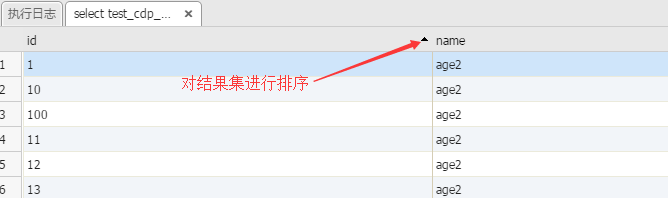 执行日志 select test_cdp_... ×
id name
1 1 age2
2 10 age2
对结果集进行排序
3 100 age2
4 11 age2
5 12 age2
6 13 age2